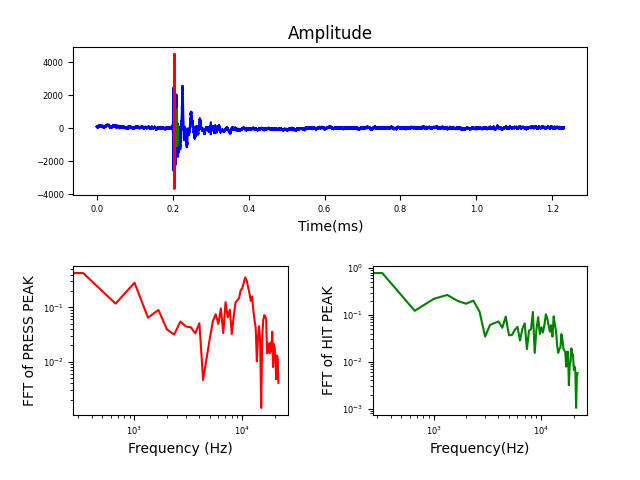 Amplitude
4000
2000
0
−2000
−4000
0.0 0.2 0.4 0.6 0.8 1.0 1.2
Time(ms)
FFT of PRESS PEAK
10⁻¹
10⁻²
10³ 10⁴
Frequency (Hz)
FFT of HIT PEAK
10⁰
10⁻¹
10⁻²
10⁻³
10³ 10⁴
Frequency(Hz)